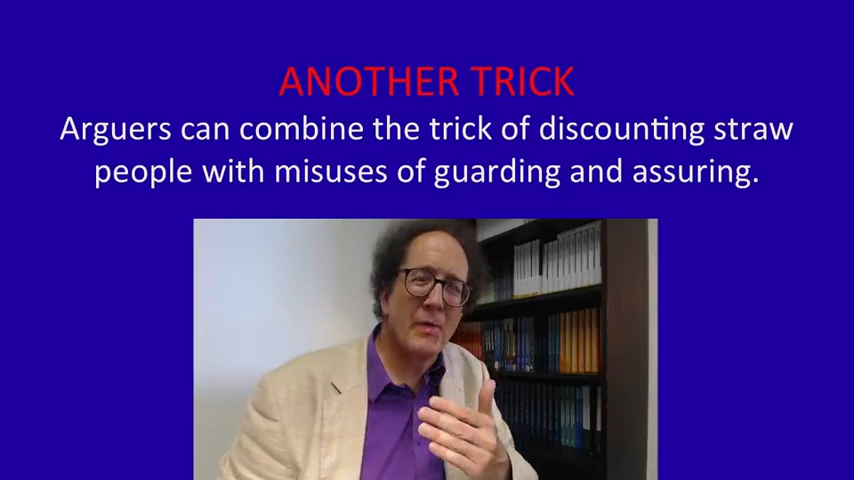 ANOTHER TRICK
Arguers can combine the trick of discounting straw
people with misuses of guarding and assuring.